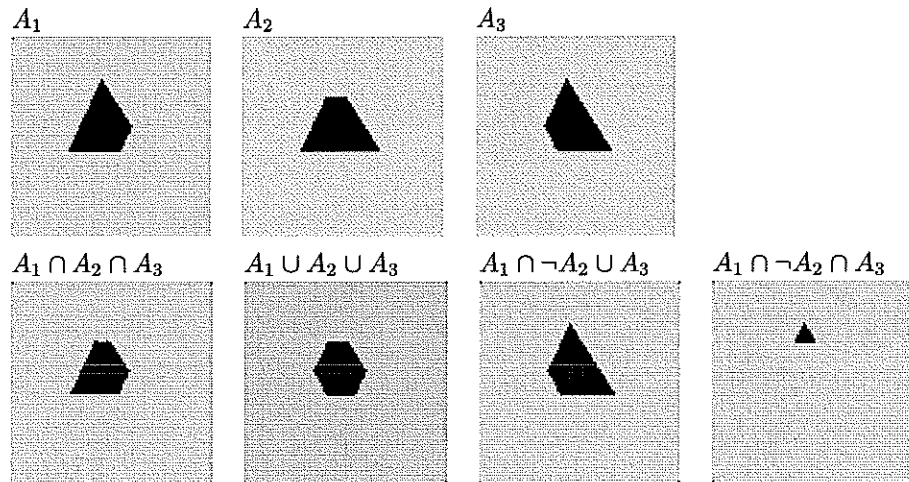 A₁ A₂ A₃
A₁ ∩ A₂ ∩ A₃ A₁ ∪ A₂ ∪ A₃ A₁ ∩ ¬A₂ ∪ A₃ A₁ ∩ ¬A₂ ∩ A₃